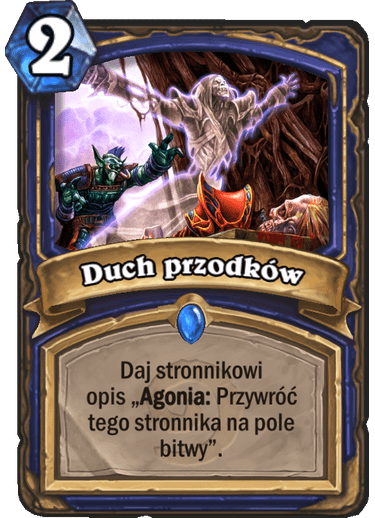 2
Duch przodków
Daj stronnikowi
opis „Agonia: Przywróć
tego stronnika na pole
bitwy”.